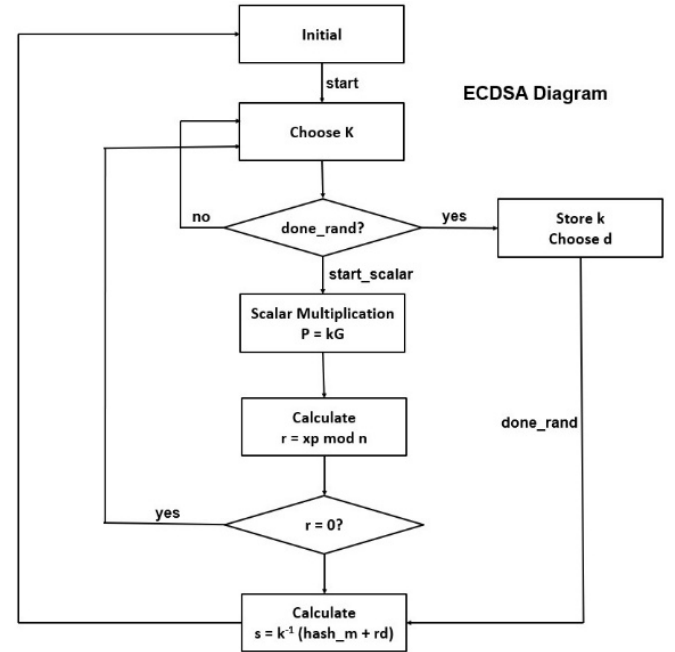 Initial
start
ECDSA Diagram
Choose K
no
done_rand?
yes
Store k
Choose d
start_scalar
Scalar Multiplication
P = kG
Calculate
r = xp mod n
done_rand
yes
r = 0?
Calculate
s = k⁻¹ (hash_m + rd)